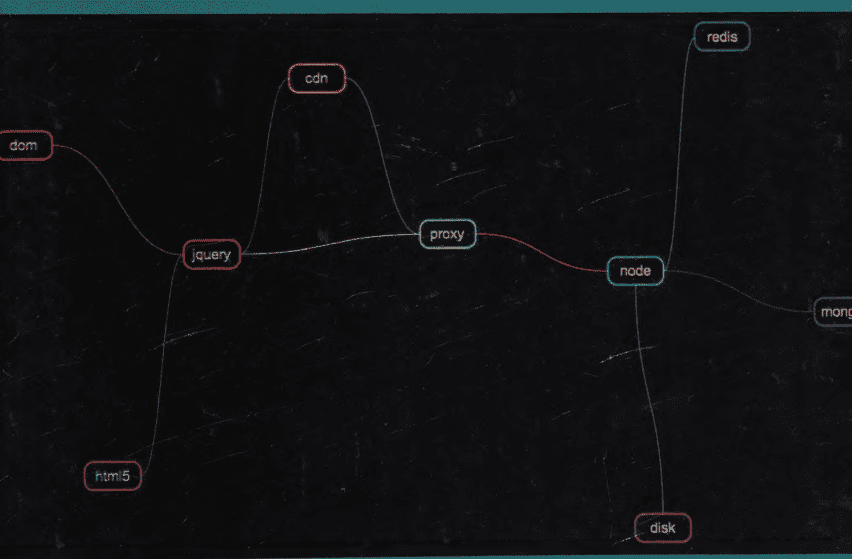 redis
cdn
dom
proxy
jquery
node
mong
html5
disk